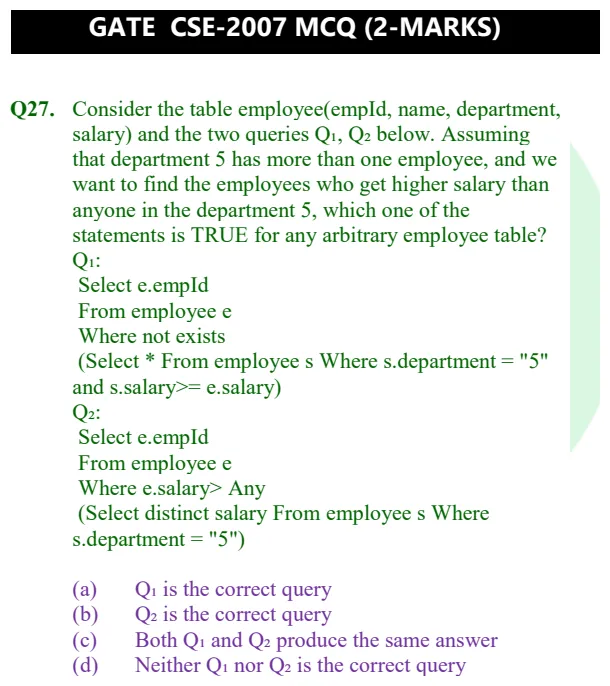 GATE CSE-2007 MCQ (2-MARKS)
Q27. Consider the table employee(empId, name, department,
salary) and the two queries Q₁, Q₂ below. Assuming
that department 5 has more than one employee, and we
want to find the employees who get higher salary than
anyone in the department 5, which one of the
statements is TRUE for any arbitrary employee table?
Q₁:
Select e.empId
From employee e
Where not exists
(Select * From employee s Where s.department = "5"
and s.salary>= e.salary)
Q₂:
Select e.empId
From employee e
Where e.salary> Any
(Select distinct salary From employee s Where
s.department = "5")
(a) Q₁ is the correct query
(b) Q₂ is the correct query
(c) Both Q₁ and Q₂ produce the same answer
(d) Neither Q₁ nor Q₂ is the correct query